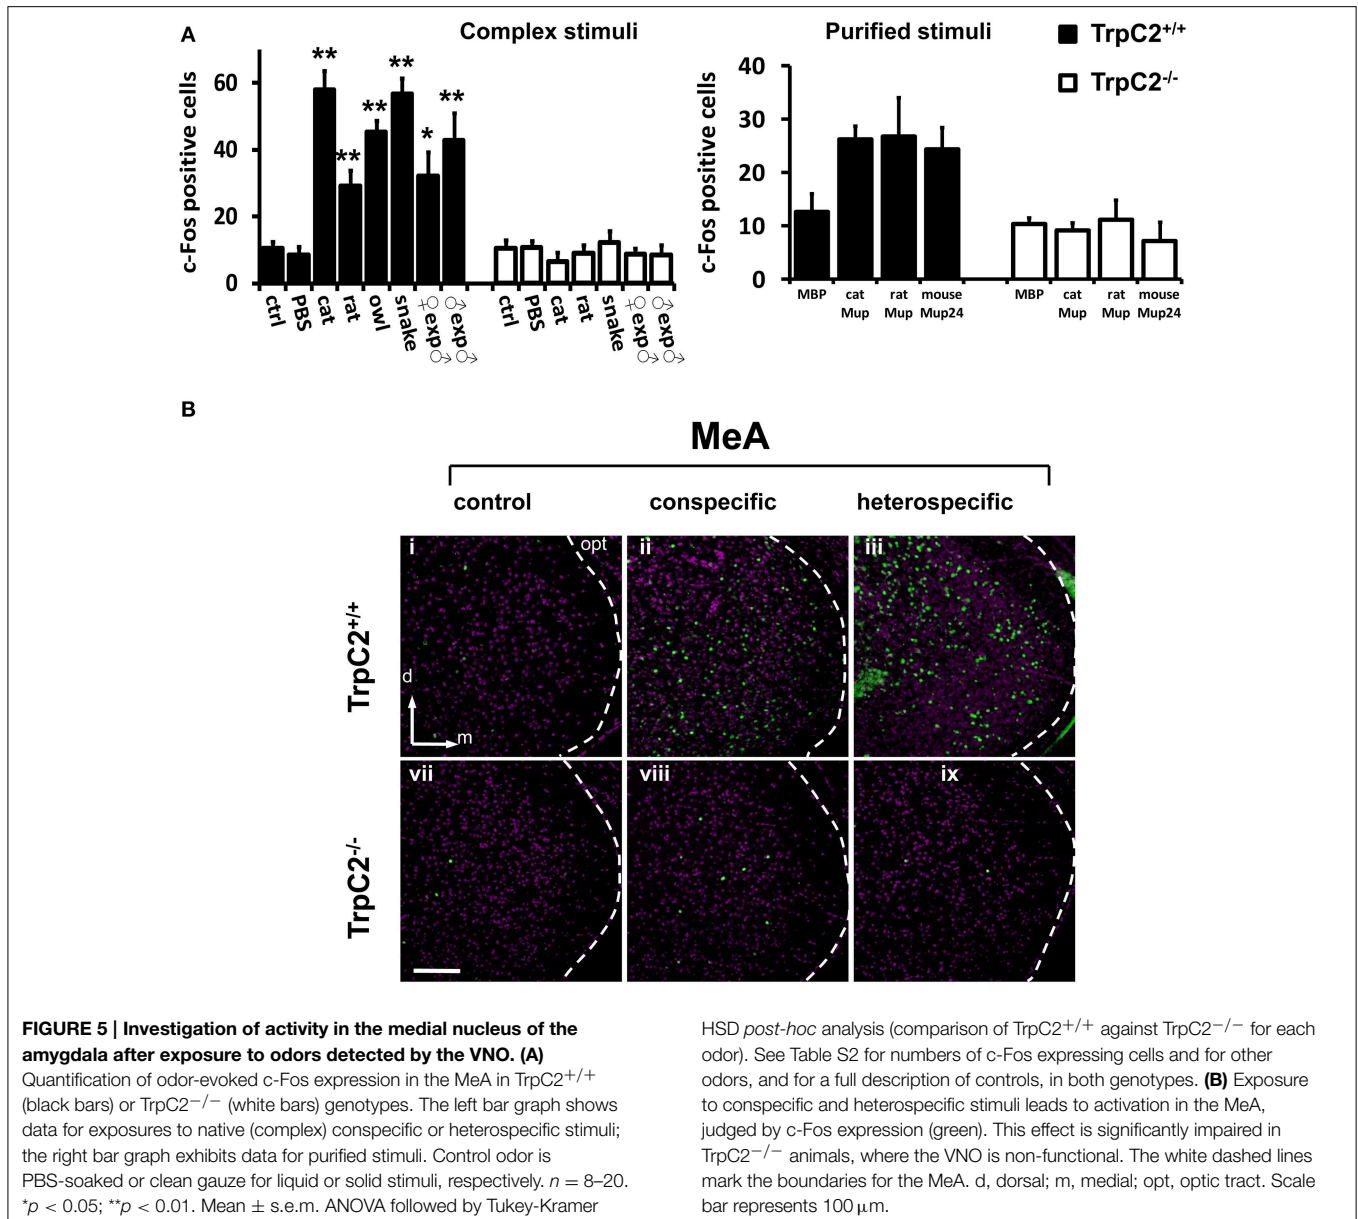 A
Complex stimuli
Purified stimuli
TrpC2+/+
TrpC2-/-
c-Fos positive cells
60
40
20
0
ctrl
PBS
cat
rat
owl
snake
♀exp♂
♂exp♂
ctrl
PBS
cat
rat
snake
♀exp♂
♂exp♂
** ** ** ** * **
c-Fos positive cells
40
30
20
10
0
MBP
cat Mup
rat Mup
mouse Mup24
MBP
cat Mup
rat Mup
mouse Mup24
B
MeA
control conspecific heterospecific
TrpC2+/+
i opt ii iii
d
m
TrpC2-/-
vii viii ix
FIGURE 5 | Investigation of activity in the medial nucleus of the
amygdala after exposure to odors detected by the VNO. (A)
Quantification of odor-evoked c-Fos expression in the MeA in TrpC2+/+
(black bars) or TrpC2−/− (white bars) genotypes. The left bar graph shows
data for exposures to native (complex) conspecific or heterospecific stimuli;
the right bar graph exhibits data for purified stimuli. Control odor is
PBS-soaked or clean gauze for liquid or solid stimuli, respectively. n = 8–20.
*p < 0.05; **p < 0.01. Mean ± s.e.m. ANOVA followed by Tukey-Kramer
HSD post-hoc analysis (comparison of TrpC2+/+ against TrpC2−/− for each
odor). See Table S2 for numbers of c-Fos expressing cells and for other
odors, and for a full description of controls, in both genotypes. (B) Exposure
to conspecific and heterospecific stimuli leads to activation in the MeA,
judged by c-Fos expression (green). This effect is significantly impaired in
TrpC2−/− animals, where the VNO is non-functional. The white dashed lines
mark the boundaries for the MeA. d, dorsal; m, medial; opt, optic tract. Scale
bar represents 100 μm.